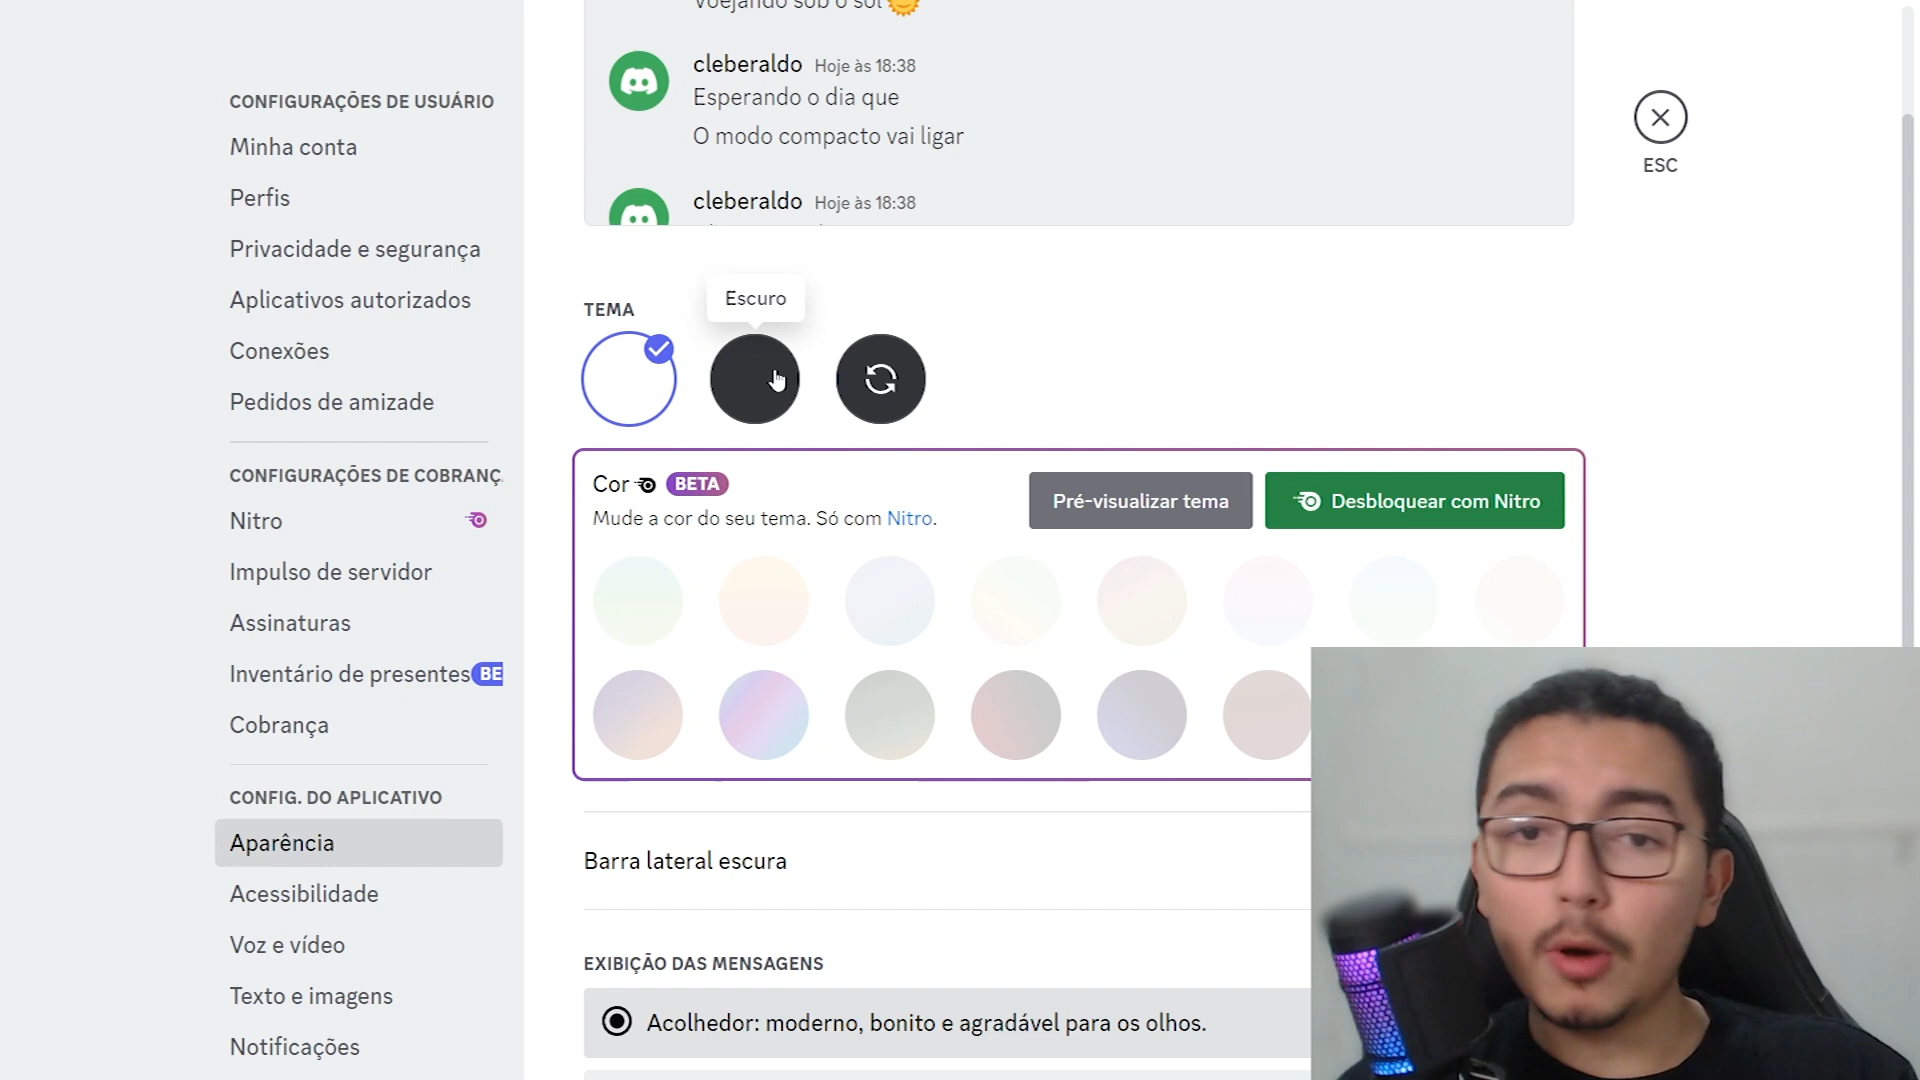 CONFIGURAÇÕES DE USUÁRIO
Minha conta
Perfis
Privacidade e segurança
Aplicativos autorizados
Conexões
Pedidos de amizade
CONFIGURAÇÕES DE COBRANÇ
Nitro
Impulso de servidor
Assinaturas
Inventário de presentes BE
Cobrança
CONFIG. DO APLICATIVO
Aparência
Acessibilidade
Voz e vídeo
Texto e imagens
Notificações
Voejando sob o sol
cleberaldo Hoje às 18:38
Esperando o dia que
O modo compacto vai ligar
cleberaldo Hoje às 18:38
ESC
TEMA
Escuro
Cor BETA
Mude a cor do seu tema. Só com Nitro.
Pré-visualizar tema
Desbloquear com Nitro
Barra lateral escura
EXIBIÇÃO DAS MENSAGENS
Acolhedor: moderno, bonito e agradável para os olhos.